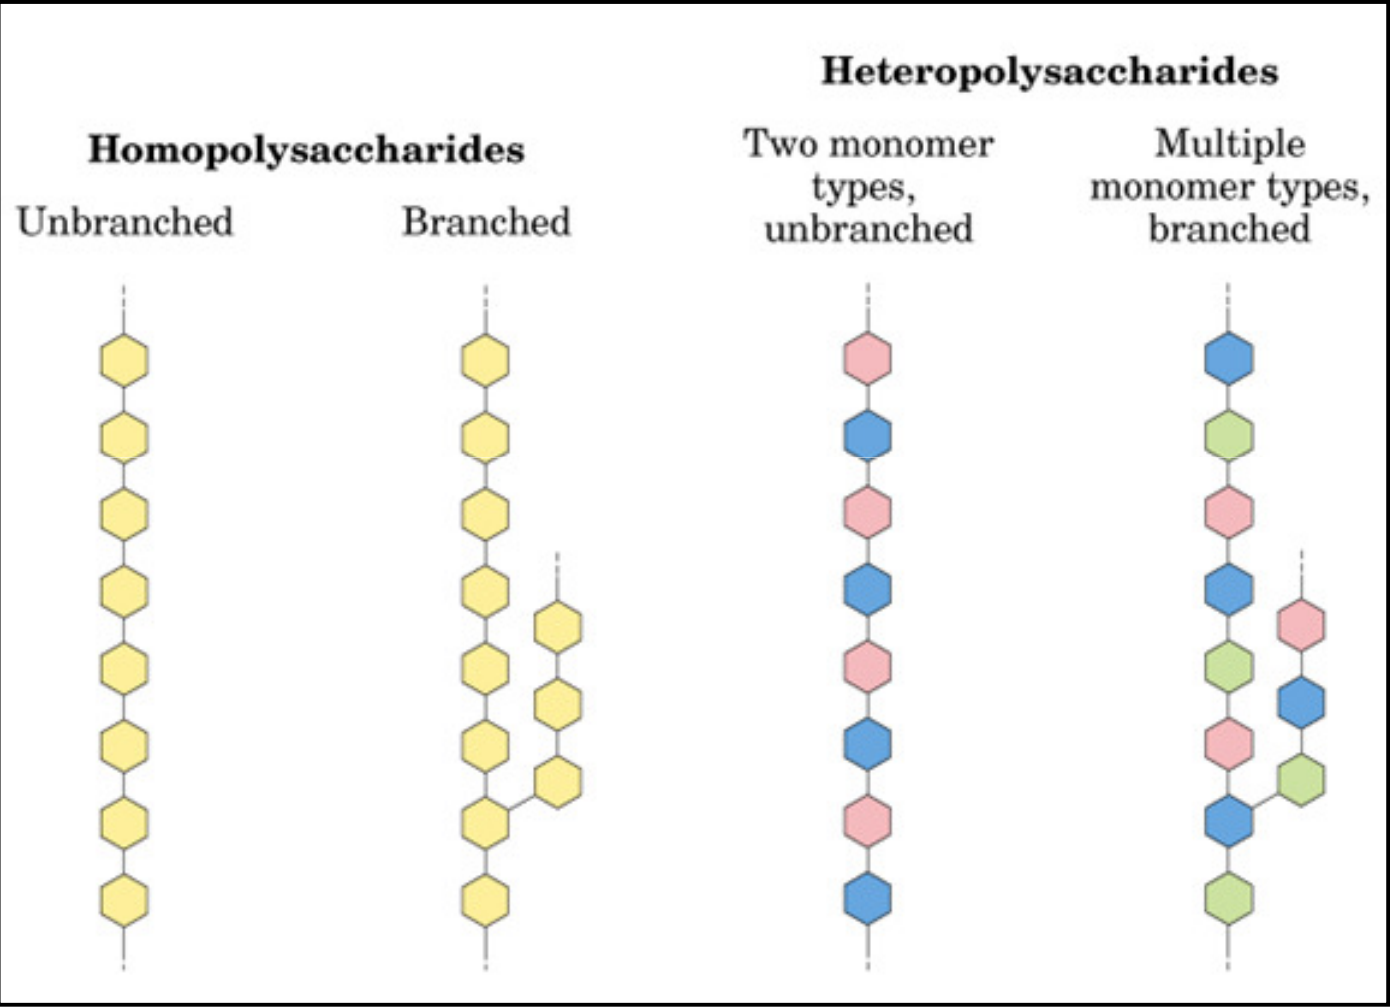 Homopolysaccharides
Unbranched
Branched
Heteropolysaccharides
Two monomer
types,
unbranched
Multiple
monomer types,
branched